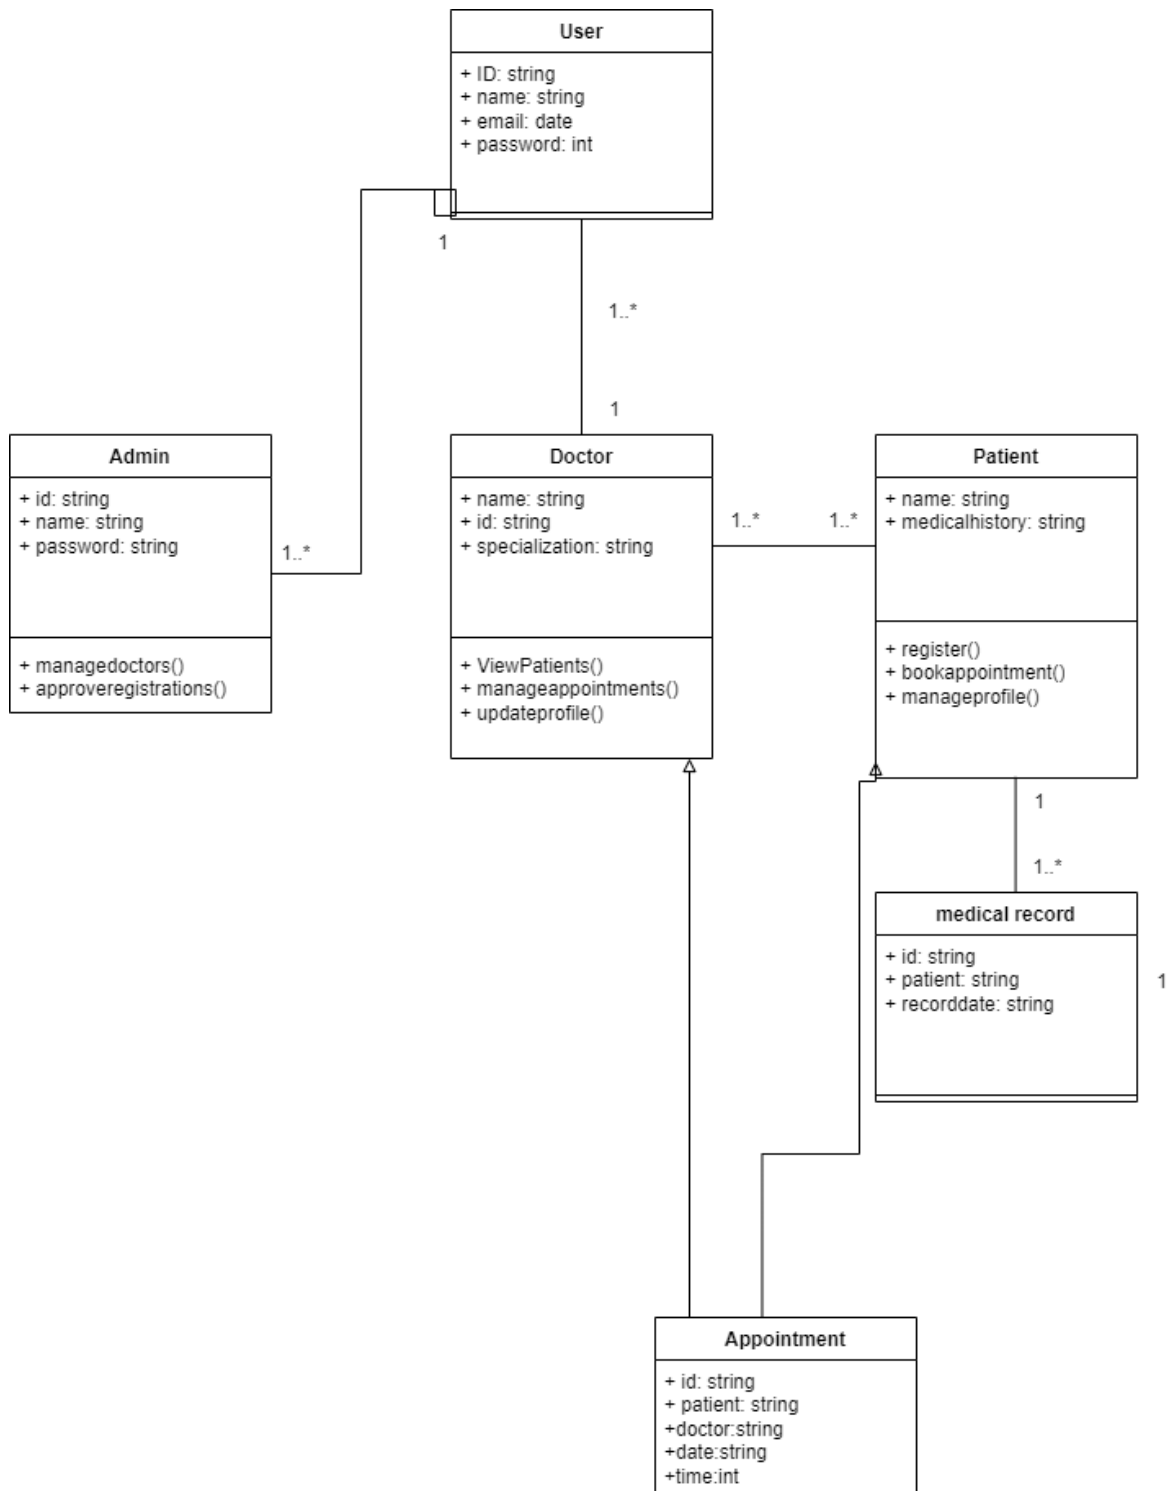 User
+ ID: string
+ name: string
+ email: date
+ password: int
1
1..*
1
Admin
+ id: string
+ name: string
+ password: string
+ managedoctors()
+ approveregistrations()
1..*
Doctor
+ name: string
+ id: string
+ specialization: string
+ ViewPatients()
+ manageappointments()
+ updateprofile()
1..*
1..*
Patient
+ name: string
+ medicalhistory: string
+ register()
+ bookappointment()
+ manageprofile()
1
1..*
medical record
+ id: string
+ patient: string
+ recorddate: string
1
Appointment
+ id: string
+ patient: string
+doctor:string
+date:string
+time:int